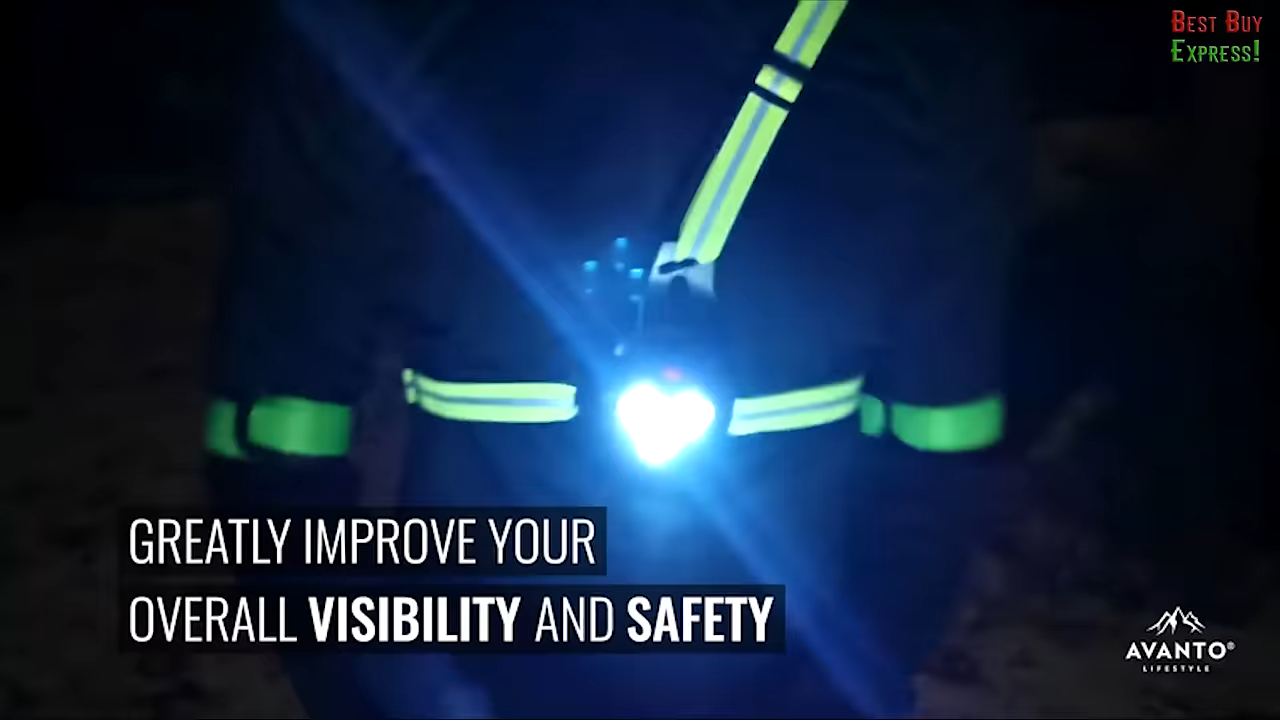 Best Buy
Express!
GREATLY IMPROVE YOUR
OVERALL VISIBILITY AND SAFETY
AVANTO®
LIFESTYLE